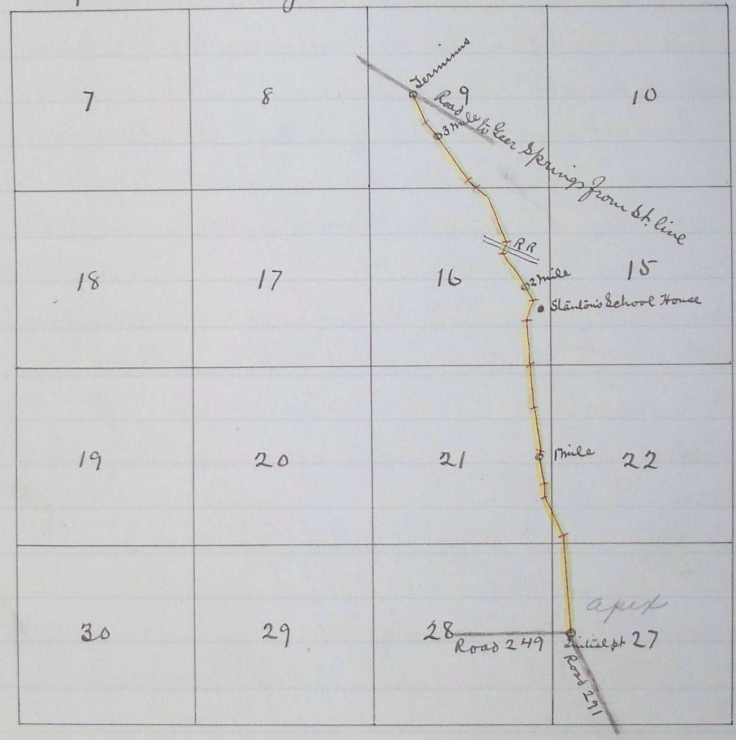 Terminus
7
8
9
10
3 mile
Road to Geer Springs from St. line
RR
18
17
16
2 mile
15
Stanton's School House
19
20
21
1 mile
22
apex
30
29
28
Road 249
Initial pt
27
Road 291